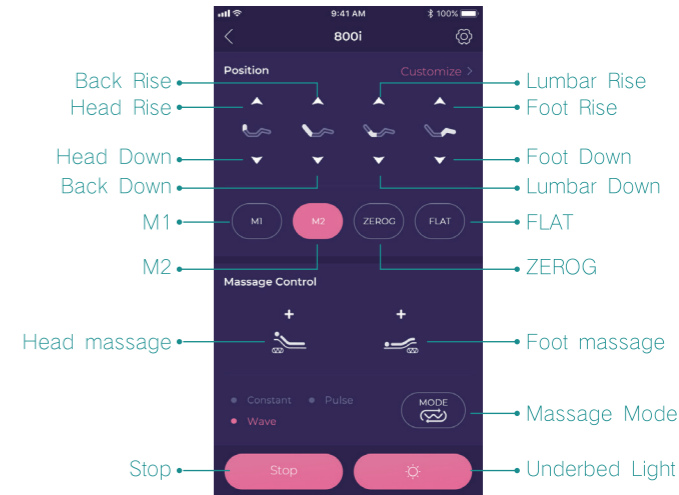 9:41 AM 100%
800i
Position Customize >
Back Rise Lumbar Rise
Head Rise Foot Rise
Head Down Foot Down
Back Down Lumbar Down
M1 M1 M2 ZEROG FLAT FLAT
M2 ZEROG
Massage Control
+ +
Head massage Foot massage
Constant Pulse
MODE
Wave
Massage Mode
Stop Stop Underbed Light